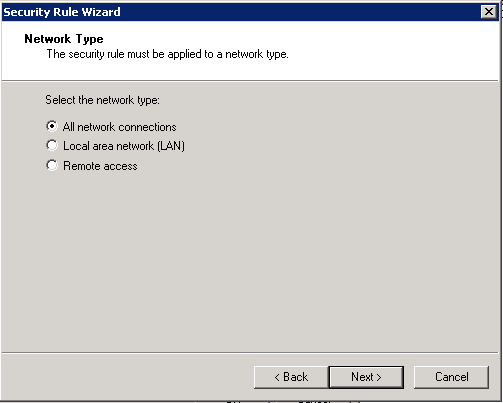 Security Rule Wizard
Network Type
The security rule must be applied to a network type.
Select the network type:
All network connections
Local area network (LAN)
Remote access
< Back
Next >
Cancel